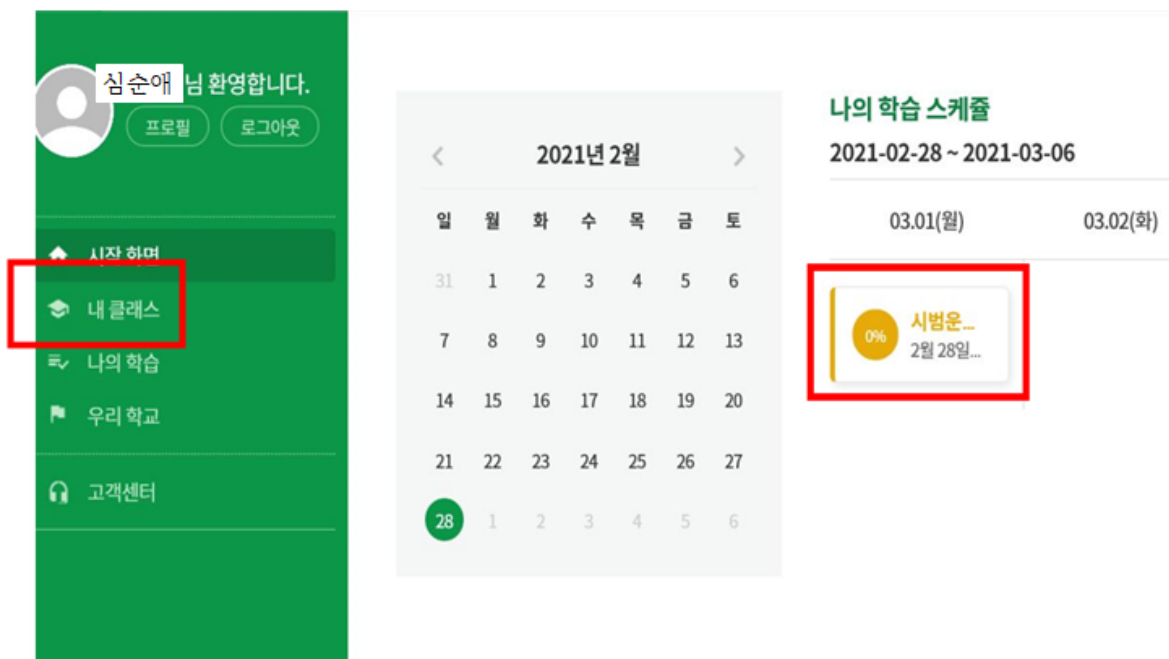 심순애 님 환영합니다.
프로필 로그아웃
시작 화면
내 클래스
나의 학습
우리 학교
고객센터
2021년 2월
일 월 화 수 목 금 토
31 1 2 3 4 5 6
7 8 9 10 11 12 13
14 15 16 17 18 19 20
21 22 23 24 25 26 27
28 1 2 3 4 5 6
나의 학습 스케쥴
2021-02-28 ~ 2021-03-06
03.01(월) 03.02(화)
0% 시범운...
2월 28일...